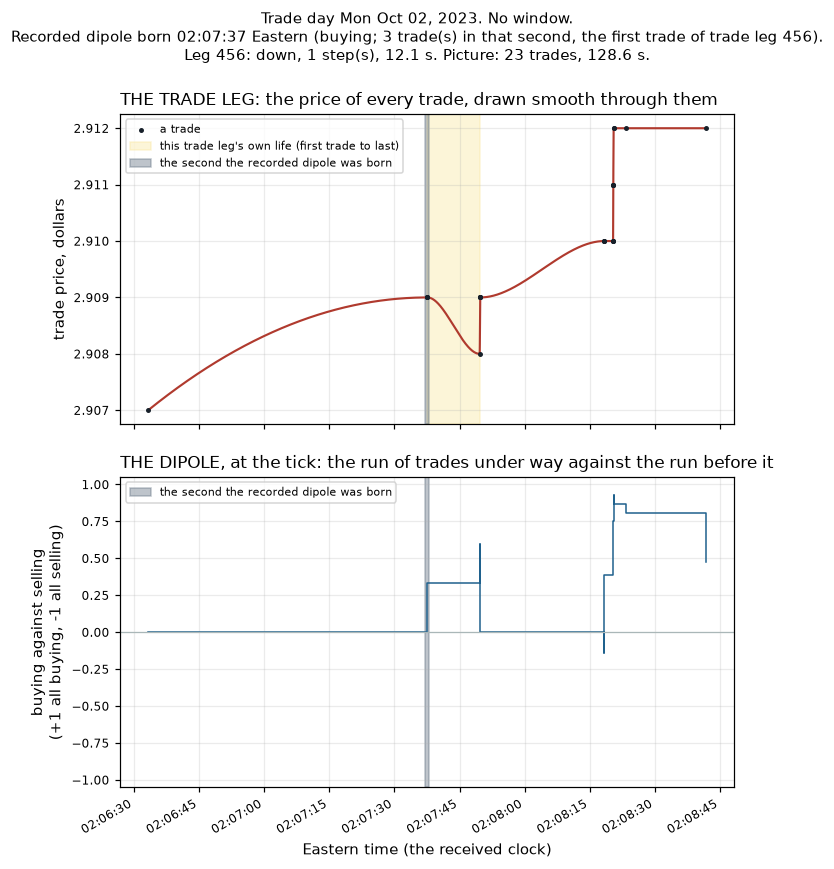 Trade day Mon Oct 02, 2023. No window.
Recorded dipole born 02:07:37 Eastern (buying; 3 trade(s) in that second, the first trade of trade leg 456).
Leg 456: down, 1 step(s), 12.1 s. Picture: 23 trades, 128.6 s.
THE TRADE LEG: the price of every trade, drawn smooth through them
a trade
this trade leg's own life (first trade to last)
the second the recorded dipole was born
trade price, dollars
2.912
2.911
2.910
2.909
2.908
2.907
THE DIPOLE, at the tick: the run of trades under way against the run before it
the second the recorded dipole was born
buying against selling
(+1 all buying, -1 all selling)
1.00
0.75
0.50
0.25
0.00
−0.25
−0.50
−0.75
−1.00
02:06:30
02:06:45
02:07:00
02:07:15
02:07:30
02:07:45
02:08:00
02:08:15
02:08:30
02:08:45
Eastern time (the received clock)